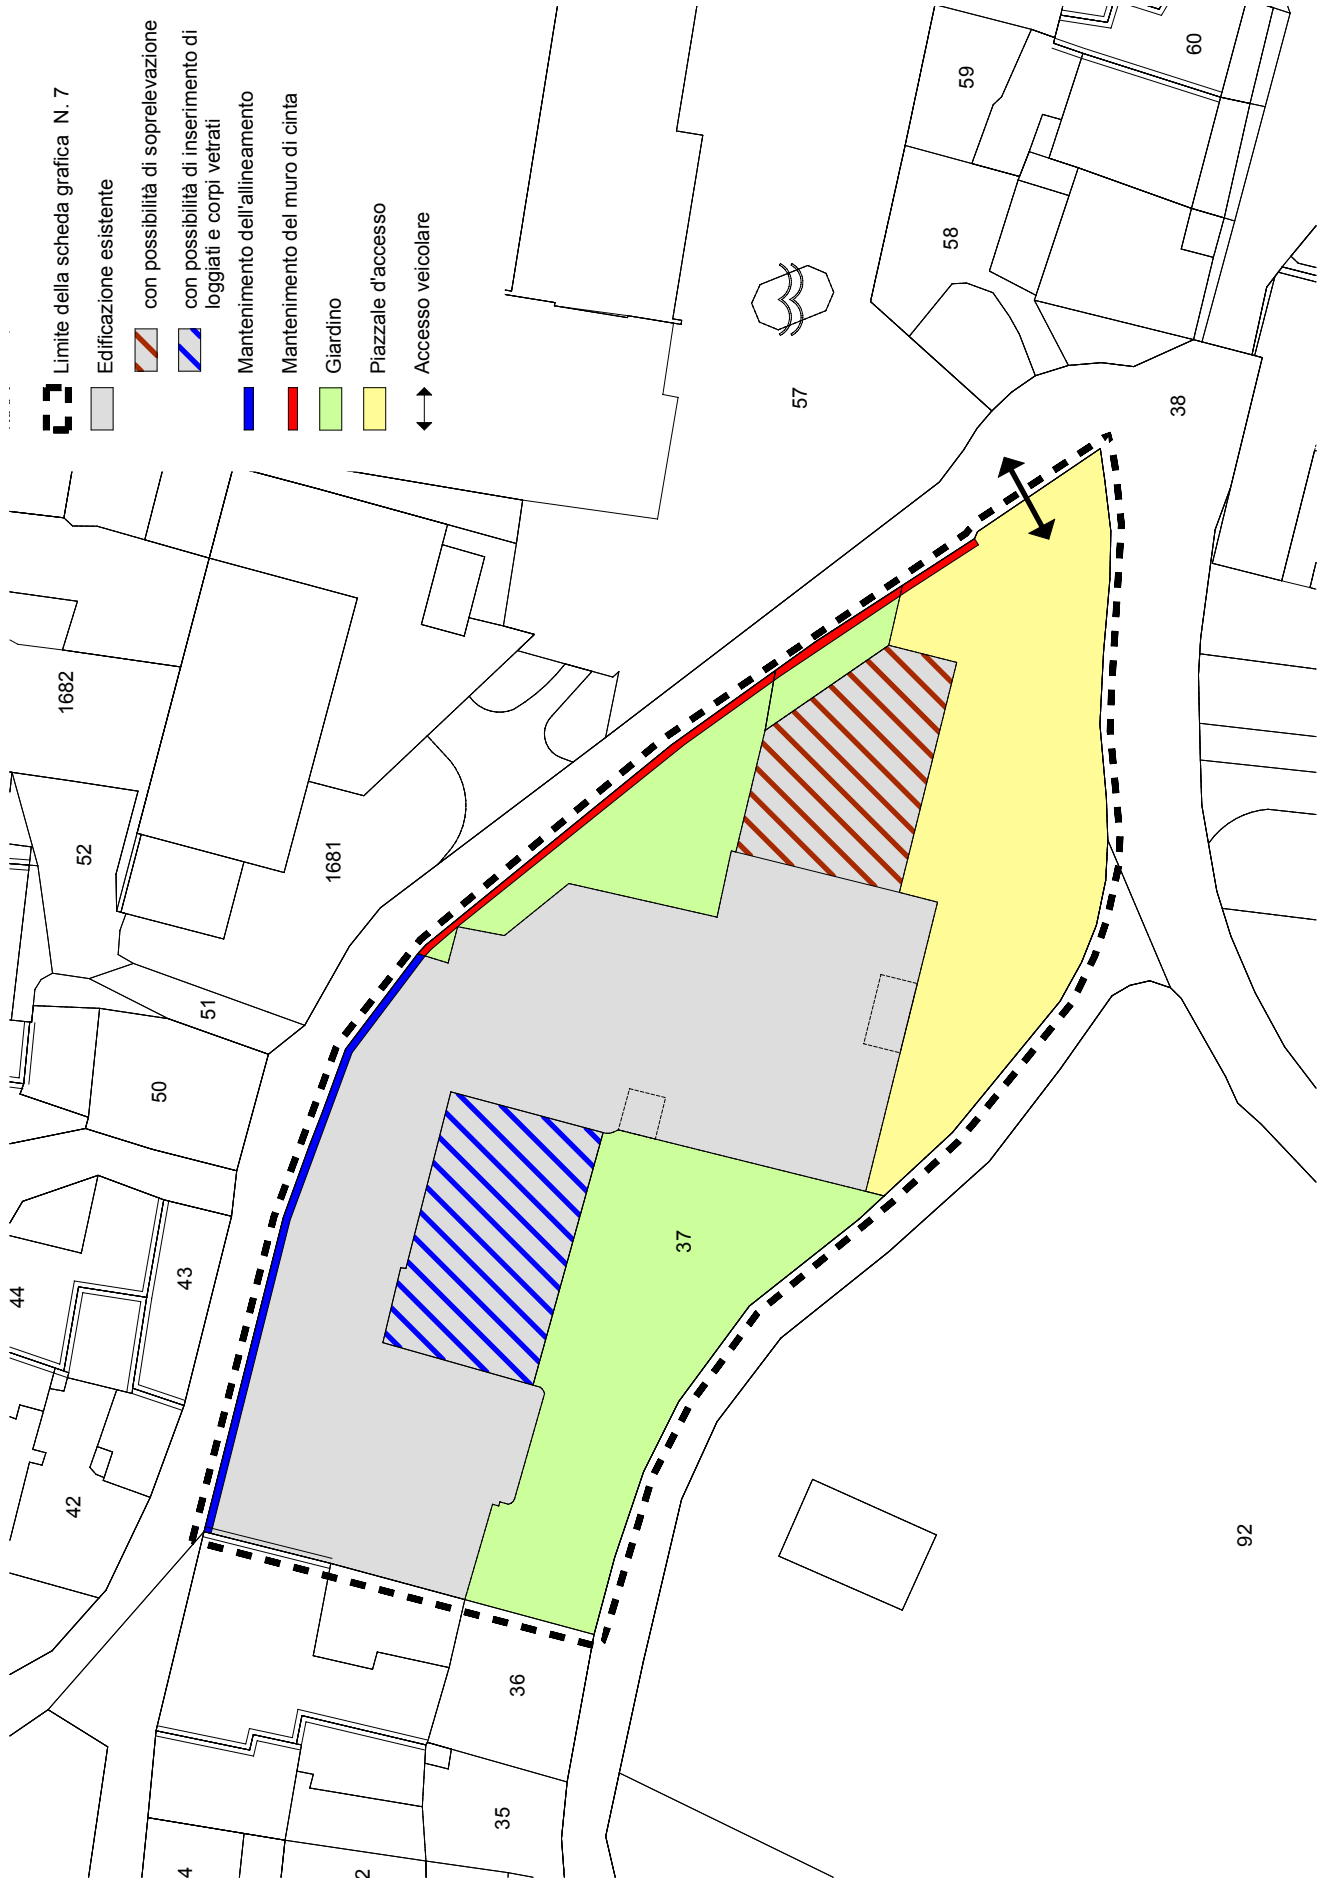 Limite della scheda grafica N. 7
Edificazione esistente
con possibilità di soprelevazione
con possibilità di inserimento di
loggiati e corpi vetrati
Mantenimento dell'allineamento
Mantenimento del muro di cinta
Giardino
Piazzale d'accesso
Accesso veicolare
1682
52
1681
51
50
44
43
42
37
36
35
4
2
57
59
60
58
38
92